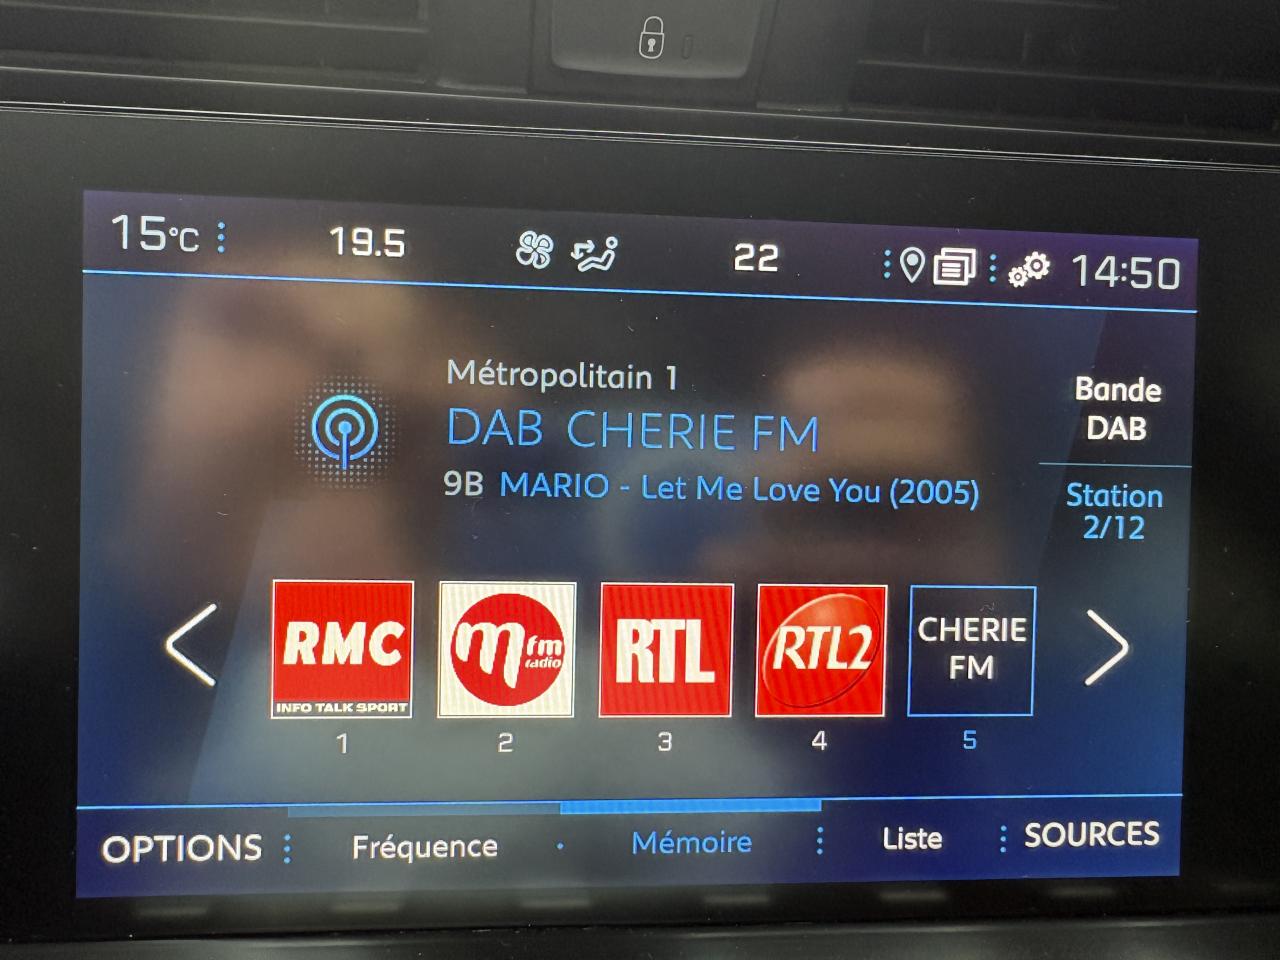 15°C 19.5 22 14:50
Métropolitain 1
DAB CHERIE FM
9B MARIO - Let Me Love You (2005)
Bande
DAB
Station
2/12
RMC
INFO TALK SPORT
m fm
radio
RTL
RTL2
CHERIE
FM
1 2 3 4 5
OPTIONS Fréquence Mémoire Liste SOURCES